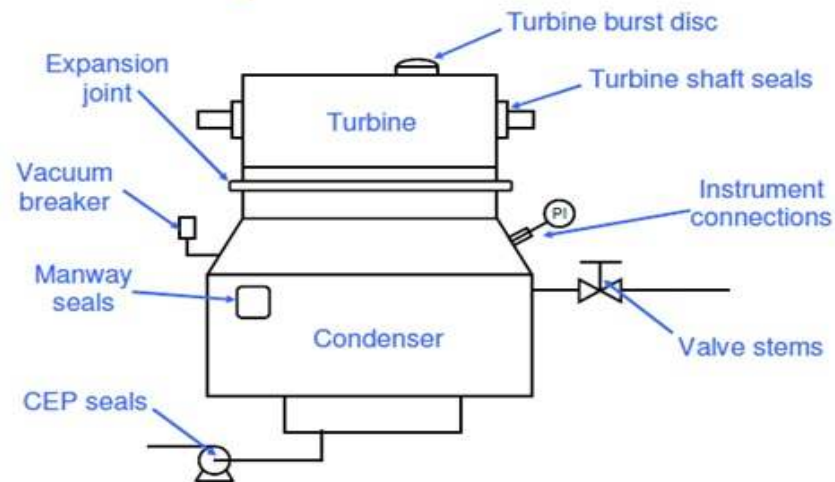 Turbine burst disc
Expansion
joint
Turbine shaft seals
Turbine
Vacuum
breaker
PI
Instrument
connections
Manway
seals
Condenser
Valve stems
CEP seals